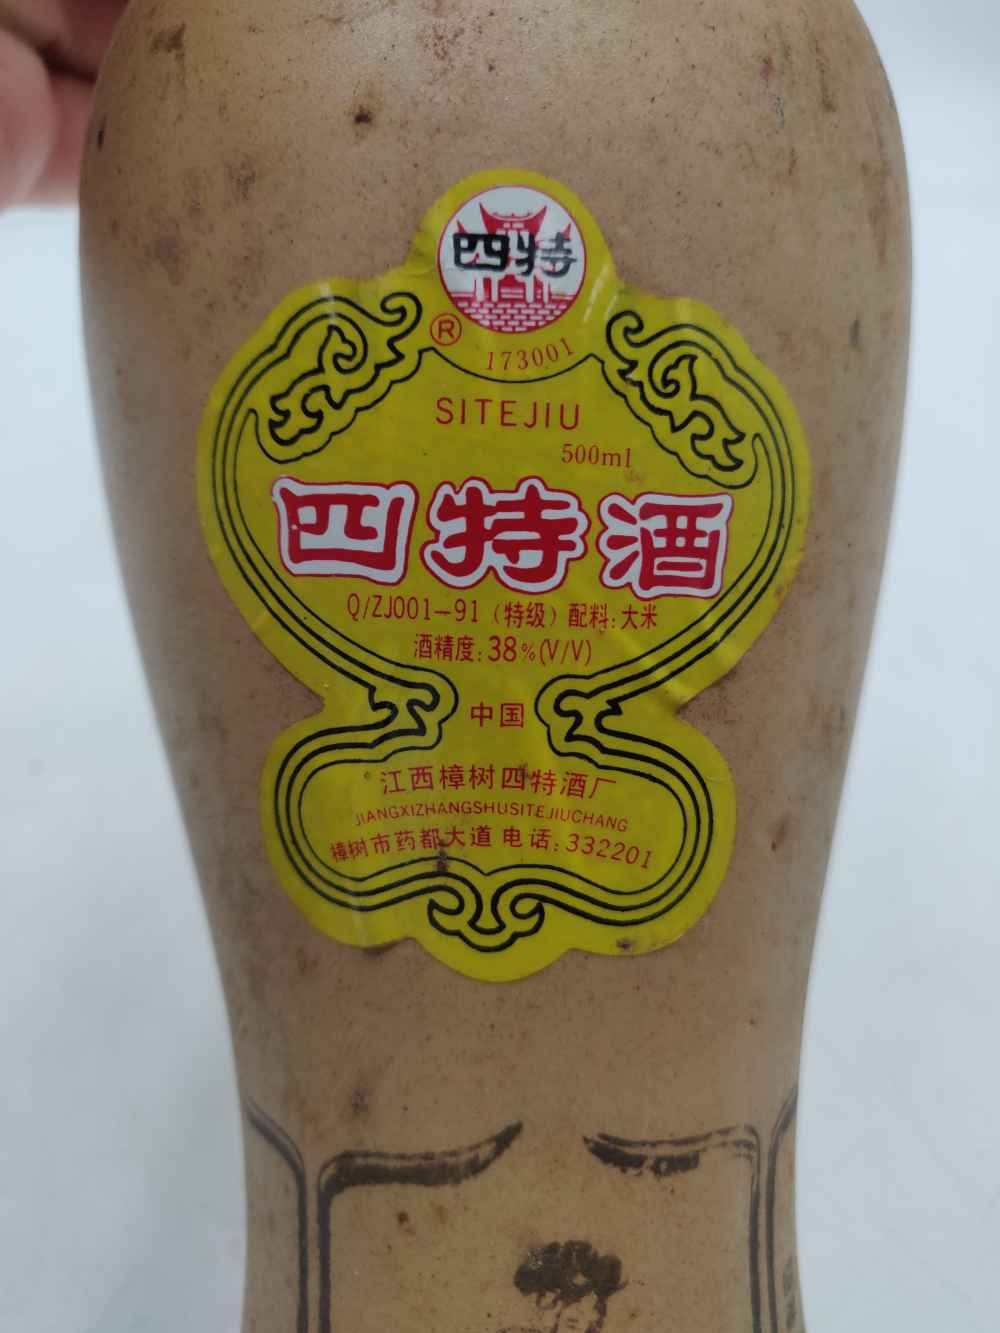 四特
®
173001
SITEJIU
500ml
四特酒
Q/ZJ001-91（特级）配料:大米
酒精度:38%(V/V)
中国
江西樟树四特酒厂
JIANGXIZHANGSHUSITEJIUCHANG
樟树市药都大道 电话:332201